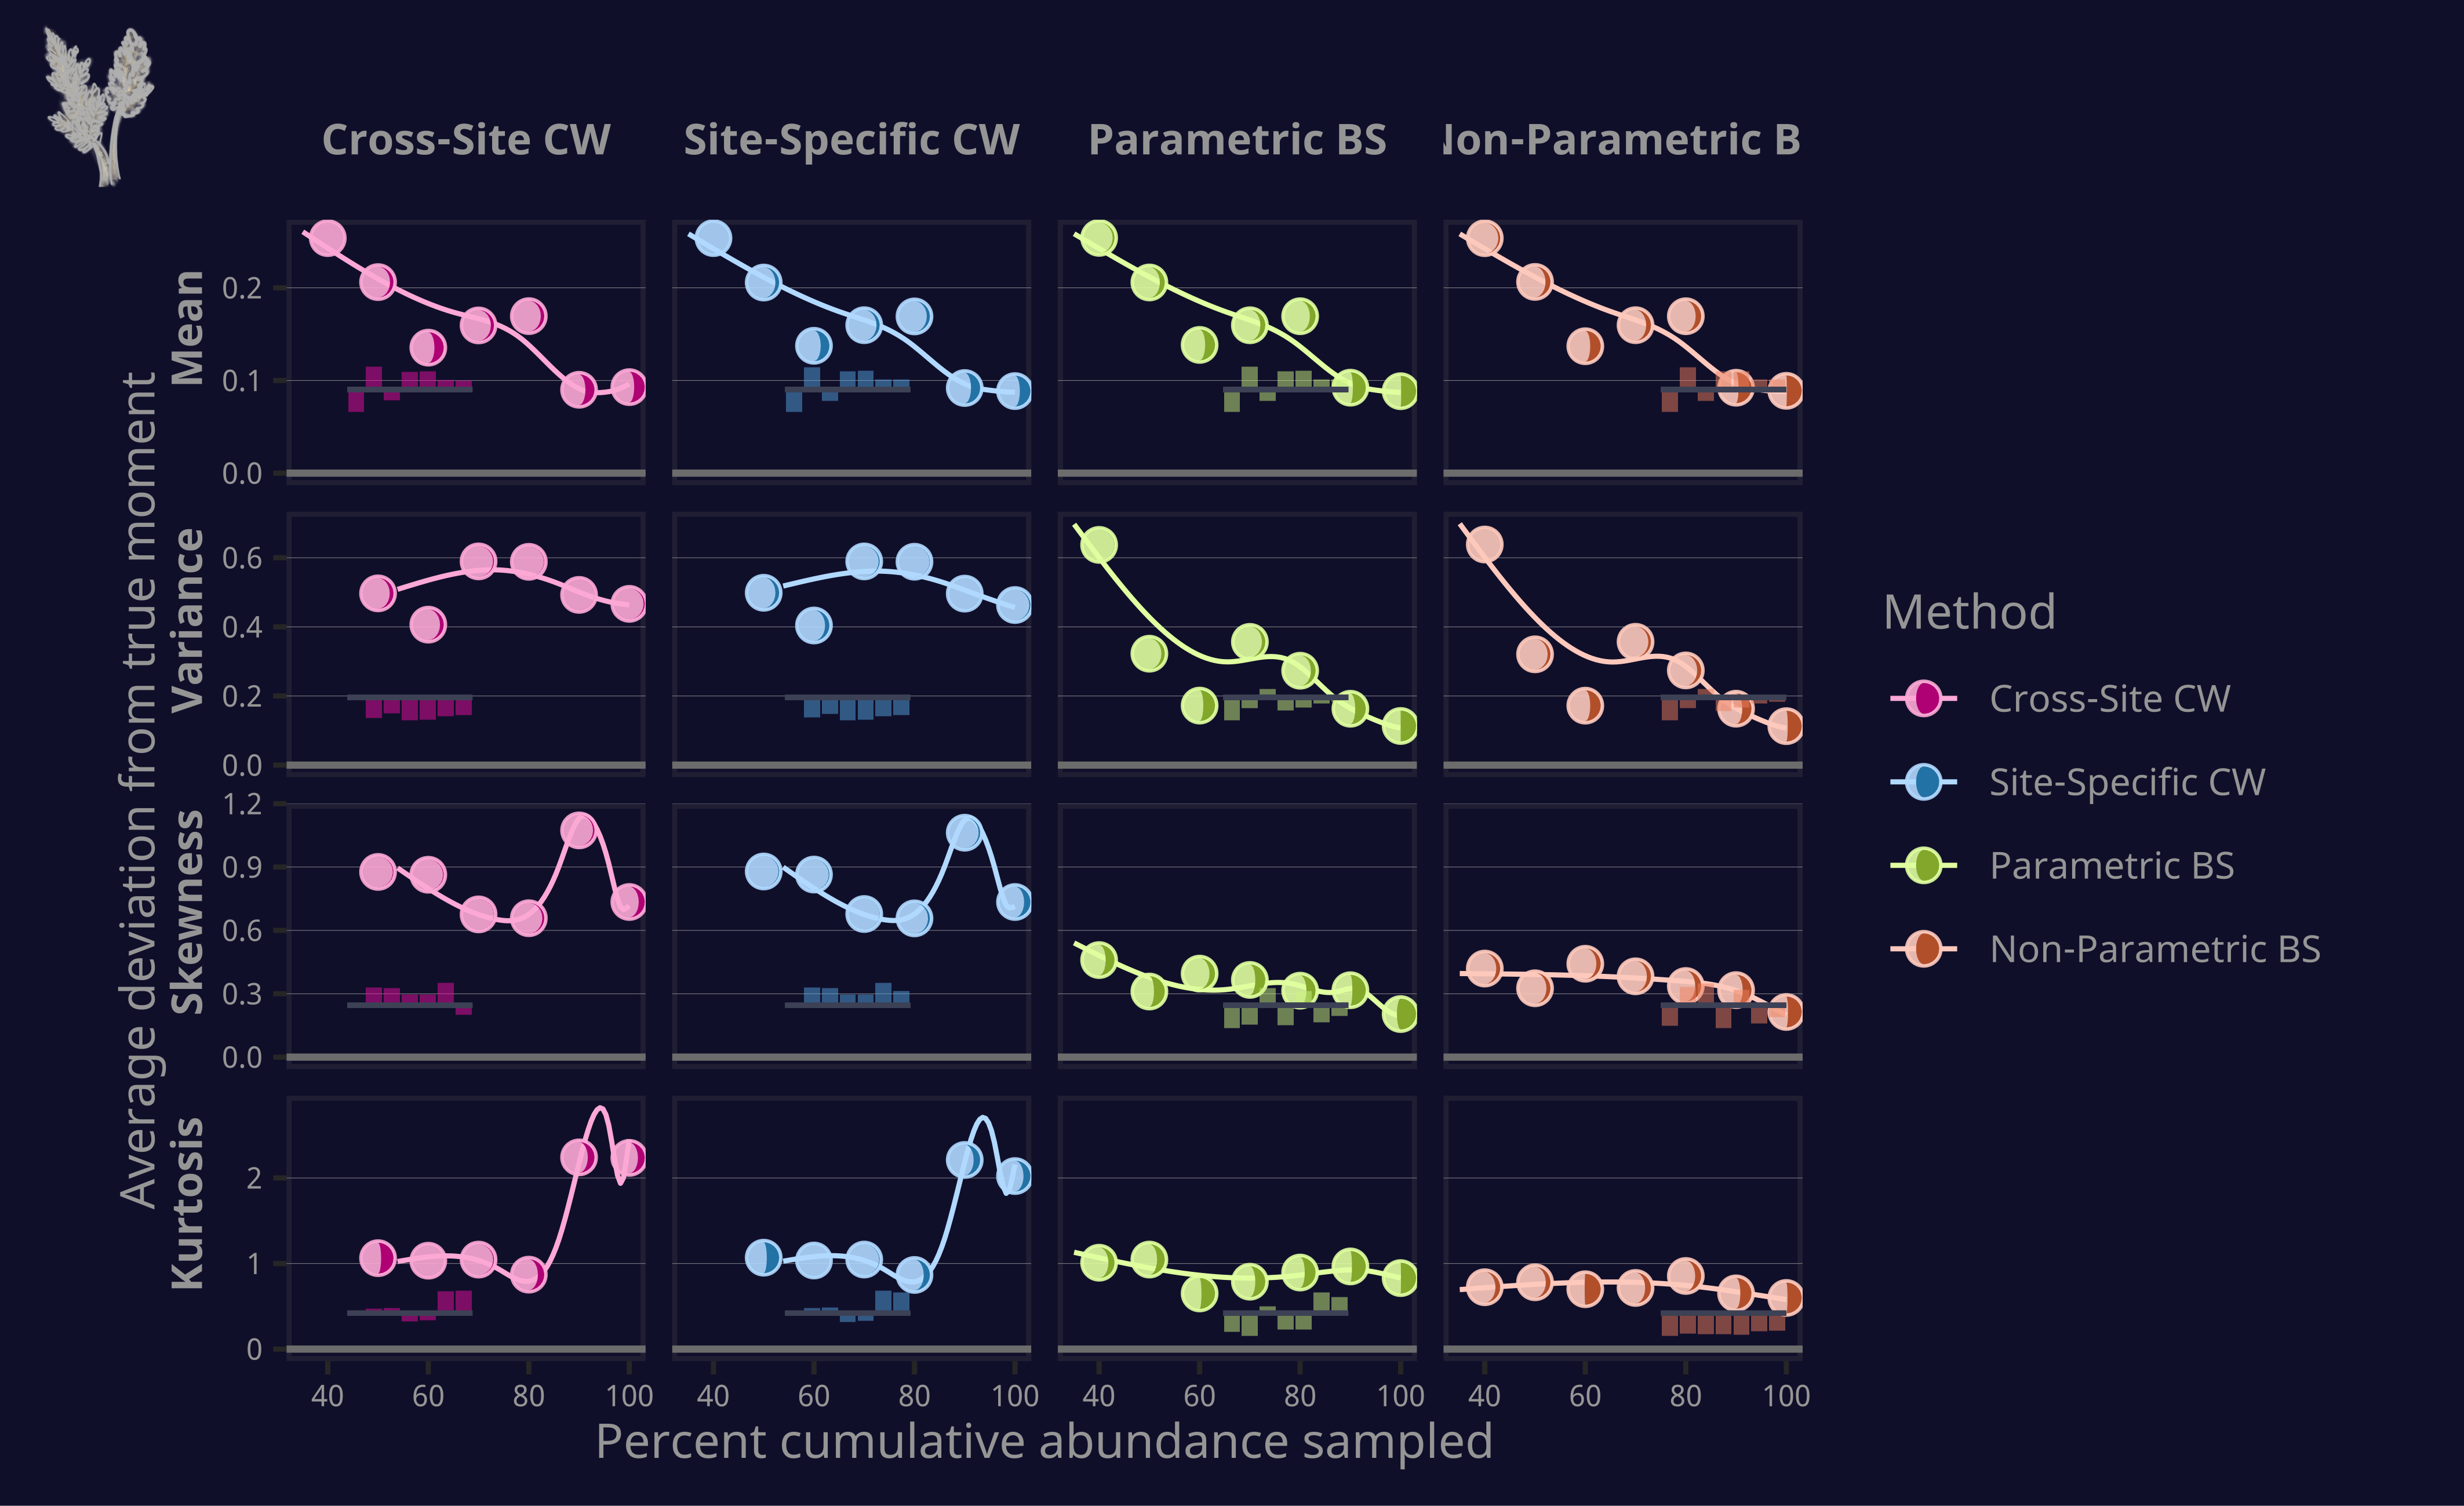 Cross-Site CW
Site-Specific CW
Parametric BS
Non-Parametric B
Average deviation from true moment
Mean
0.2
0.1
0.0
Variance
0.6
0.4
0.2
0.0
Skewness
1.2
0.9
0.6
0.3
0.0
Kurtosis
2
1
0
40 60 80 100
40 60 80 100
40 60 80 100
40 60 80 100
Percent cumulative abundance sampled
Method
Cross-Site CW
Site-Specific CW
Parametric BS
Non-Parametric BS